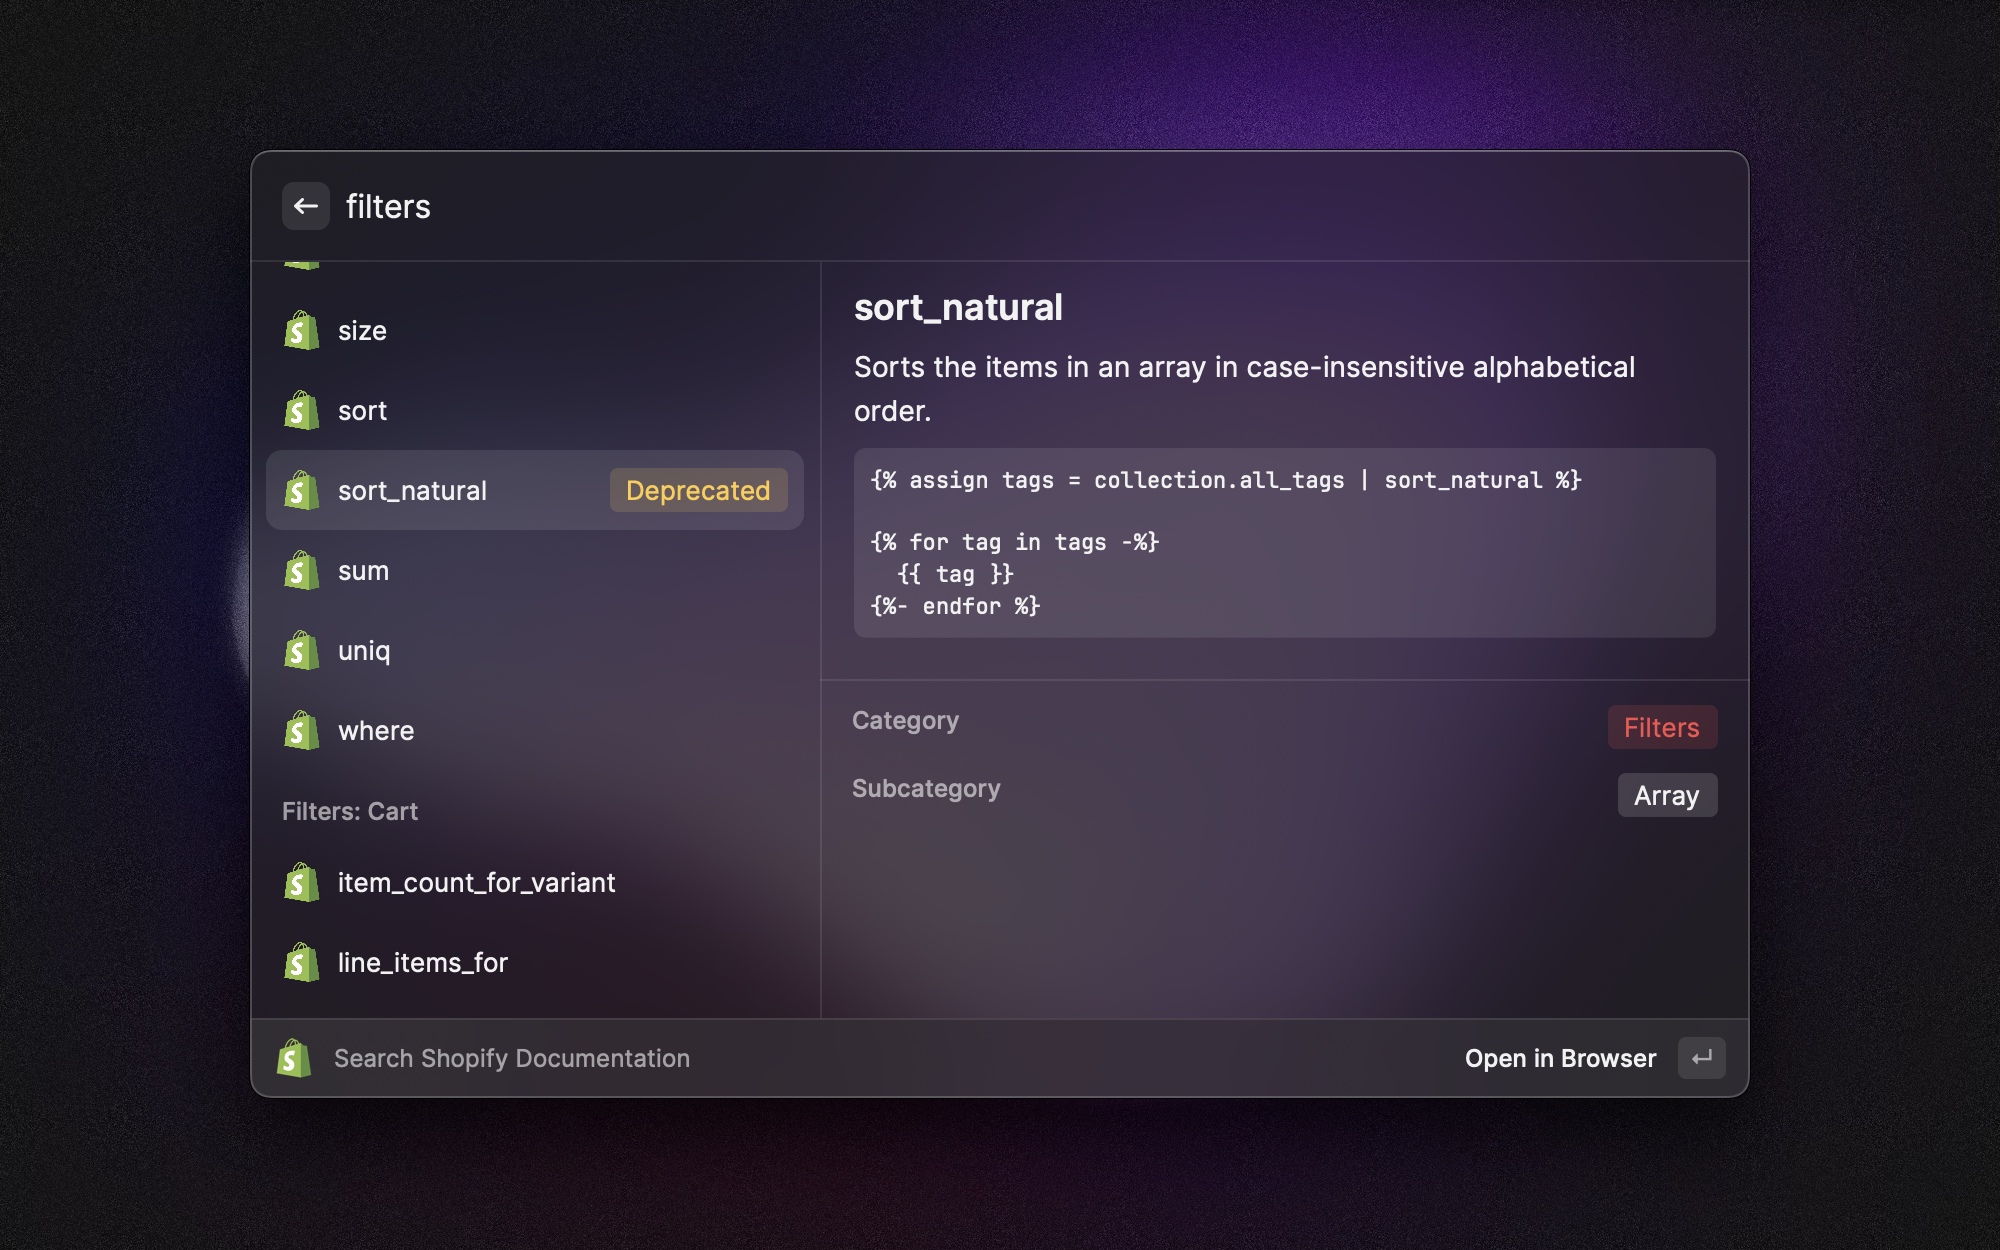 filters
size
sort
sort_natural
Deprecated
sum
uniq
where
Filters: Cart
item_count_for_variant
line_items_for
sort_natural
Sorts the items in an array in case-insensitive alphabetical
order.
{% assign tags = collection.all_tags | sort_natural %}
{% for tag in tags -%}
{{ tag }}
{%- endfor %}
Category
Filters
Subcategory
Array
Search Shopify Documentation
Open in Browser